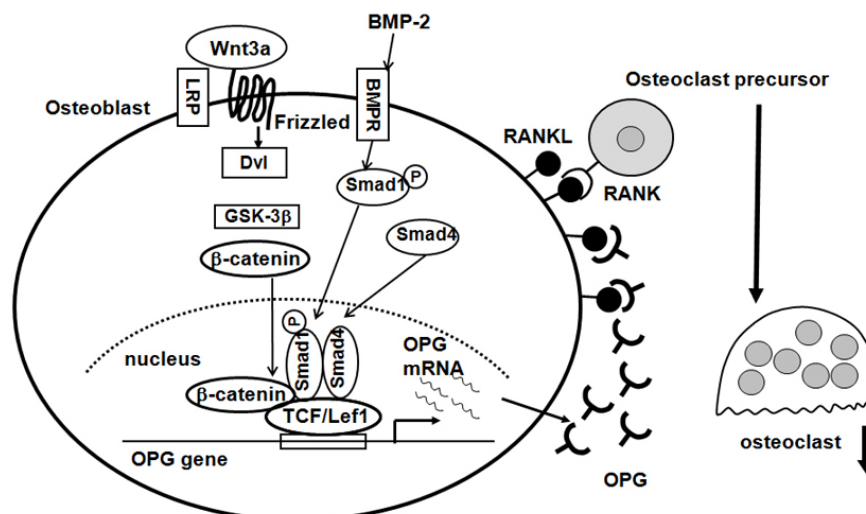 BMP-2
Wnt3a
LRP
BMPR
Osteoblast
Frizzled
Dvl
Smad1
P
GSK-3β
Smad4
β-catenin
nucleus
P
Smad1
Smad4
β-catenin
TCF/Lef1
OPG
mRNA
OPG gene
RANKL
RANK
OPG
Osteoclast precursor
osteoclast